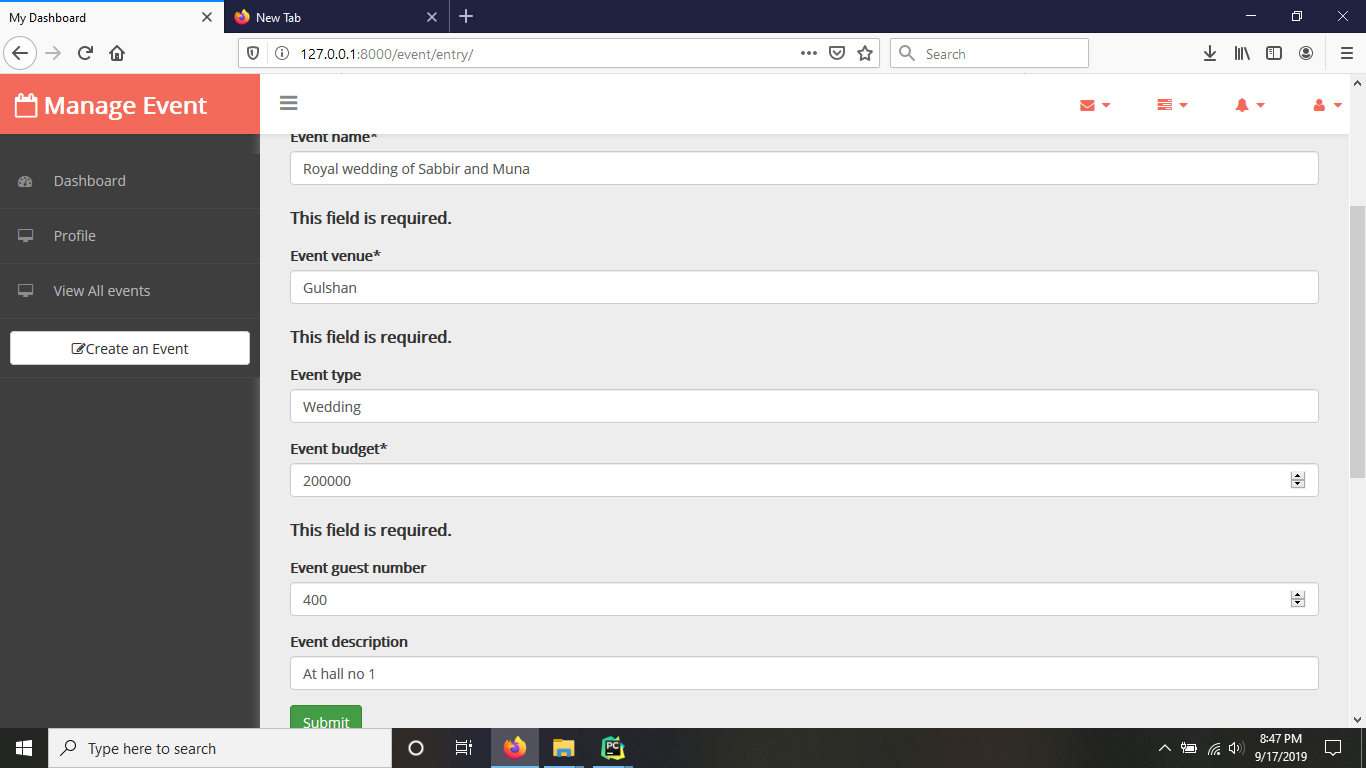 My Dashboard
New Tab
127.0.0.1:8000/event/entry/
Search
Manage Event
Dashboard
Profile
View All events
Create an Event
Event name*
Royal wedding of Sabbir and Muna
This field is required.
Event venue*
Gulshan
This field is required.
Event type
Wedding
Event budget*
200000
This field is required.
Event guest number
400
Event description
At hall no 1
Submit
Type here to search
PC
8:47 PM
9/17/2019